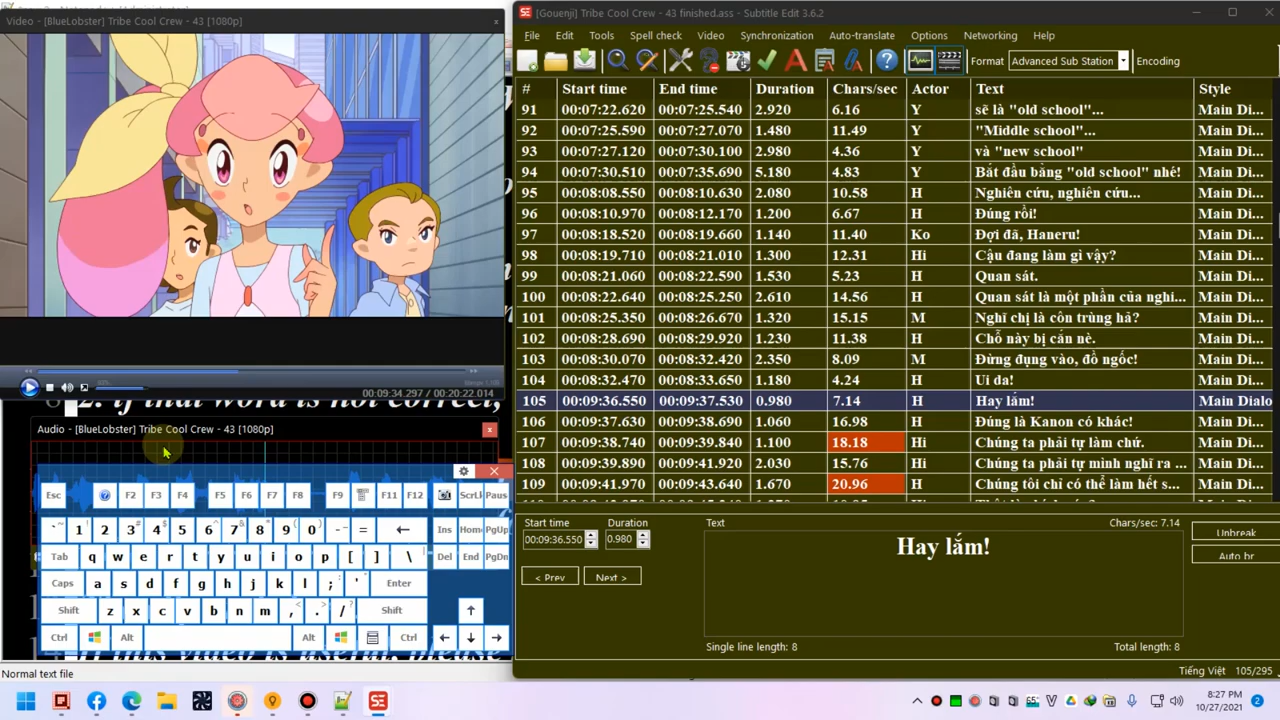 Video - [BlueLobster] Tribe Cool Crew - 43 [1080p]
00:09:34.297 / 00:20:22.014
2. if that word is not correct,
Audio - [BlueLobster] Tribe Cool Crew - 43 [1080p]
Esc F2 F3 F4 F5 F6 F7 F8 F9 F11 F12 ScrLk Paus
` ~ 1 ! 2 3 # 4 $ 5 6 ^ 7 & 8 * 9 ( 0 ) - = ← Ins Home PgUp
Tab q w e r t y u i o p [ ] \ Del End PgDn
Caps a s d f g h j k l ; ' Enter
Shift z x c v b n m , < . > / ? Shift ↑
Ctrl Alt Alt Ctrl ← ↓ →
4. If this video is useful, please
Normal text file
[Gouenji] Tribe Cool Crew - 43 finished.ass - Subtitle Edit 3.6.2
File Edit Tools Spell check Video Synchronization Auto-translate Options Networking Help
Format Advanced Sub Station Encoding
# Start time End time Duration Chars/sec Actor Text Style
91 00:07:22.620 00:07:25.540 2.920 6.16 Y sẽ là "old school"... Main Di...
92 00:07:25.590 00:07:27.070 1.480 11.49 Y "Middle school"... Main Di...
93 00:07:27.120 00:07:30.100 2.980 4.36 Y và "new school" Main Di...
94 00:07:30.510 00:07:35.690 5.180 4.83 Y Bắt đầu bằng "old school" nhé! Main Di...
95 00:08:08.550 00:08:10.630 2.080 10.58 H Nghiên cứu, nghiên cứu... Main Di...
96 00:08:10.970 00:08:12.170 1.200 6.67 H Đúng rồi! Main Di...
97 00:08:18.520 00:08:19.660 1.140 11.40 Ko Đợi đã, Haneru! Main Di...
98 00:08:19.710 00:08:21.010 1.300 12.31 Hi Cậu đang làm gì vậy? Main Di...
99 00:08:21.060 00:08:22.590 1.530 5.23 H Quan sát. Main Di...
100 00:08:22.640 00:08:25.250 2.610 14.56 H Quan sát là một phần của nghi... Main Di...
101 00:08:25.350 00:08:26.670 1.320 15.15 M Nghĩ chị là côn trùng hả? Main Di...
102 00:08:28.690 00:08:29.920 1.230 11.38 H Chỗ này bị cắn nè. Main Di...
103 00:08:30.070 00:08:32.420 2.350 8.09 M Đừng đụng vào, đồ ngốc! Main Di...
104 00:08:32.470 00:08:33.650 1.180 4.24 H Ui da! Main Di...
105 00:09:36.550 00:09:37.530 0.980 7.14 H Hay lắm! Main Dialo
106 00:09:37.630 00:09:38.690 1.060 16.98 H Đúng là Kanon có khác! Main Di...
107 00:09:38.740 00:09:39.840 1.100 18.18 Hi Chúng ta phải tự làm chứ. Main Di...
108 00:09:39.890 00:09:41.920 2.030 15.76 Hi Chúng ta phải tự mình nghĩ ra ... Main Di...
109 00:09:41.970 00:09:43.640 1.670 20.96 H Chúng tôi chỉ có thể làm hết s... Main Di...
Start time Duration Text Chars/sec: 7.14
00:09:36.550 0.980 Hay lắm! Unbreak
Auto br
< Prev Next >
Single line length: 8 Total length: 8
Tiếng Việt 105/295
8:27 PM
10/27/2021 2